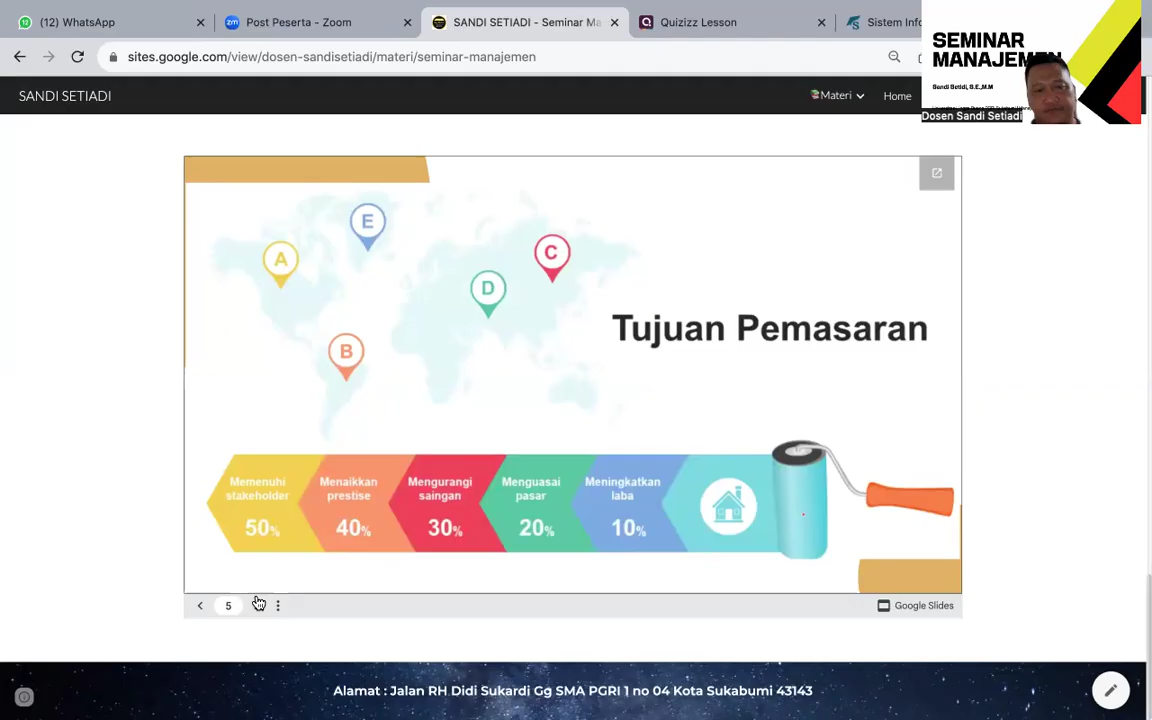 (12) WhatsApp
Post Peserta - Zoom
SANDI SETIADI - Seminar Ma
Quizizz Lesson
Sistem Info
sites.google.com/view/dosen-sandisetiadi/materi/seminar-manajemen
SEMINAR
MANAJEMEN
Sandi Setidi, S.E.,M.M
Dosen Sandi Setiadi
SANDI SETIADI
Materi
Home
A
E
C
D
B
Tujuan Pemasaran
Memenuhi
stakeholder
50%
Menaikkan
prestise
40%
Mengurangi
saingan
30%
Menguasai
pasar
20%
Meningkatkan
laba
10%
5
Google Slides
Alamat : Jalan RH Didi Sukardi Gg SMA PGRI 1 no 04 Kota Sukabumi 43143